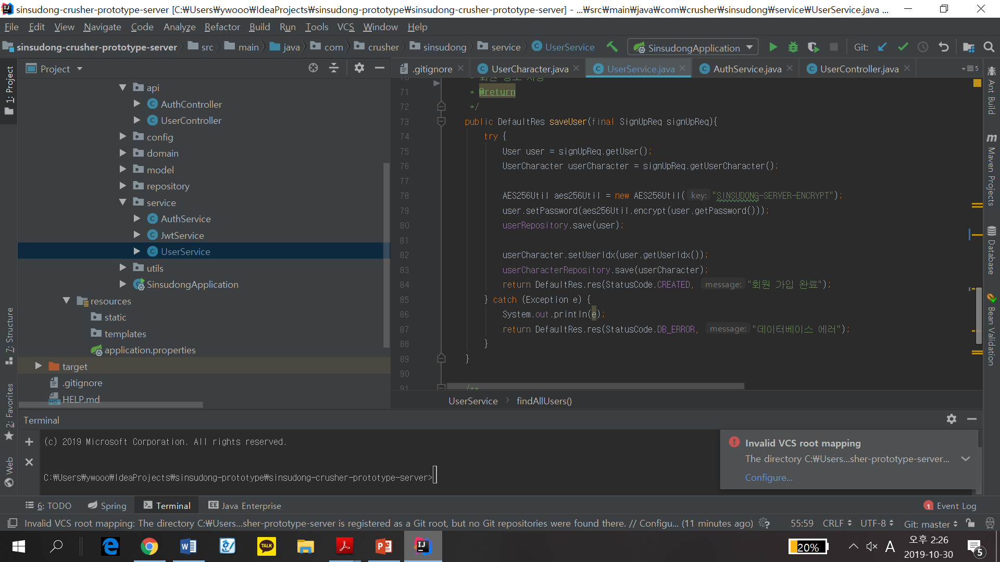 sinsudong-crusher-prototype-server [C:₩Users₩ywooo₩IdeaProjects₩sinsudong-prototype₩sinsudong-crusher-prototype-server] - ...₩src₩main₩java₩com₩crusher₩sinsudong₩service₩UserService.java ...
File Edit View Navigate Code Analyze Refactor Build Run Tools VCS Window Help
sinsudong-crusher-prototype-server src main java com crusher sinsudong service UserService SinsudongApplication Git:
Project
.gitignore UserCharacter.java UserService.java AuthService.java UserController.java 5
1: Project
7: Structure
2: Favorites
Web
api
AuthController
UserController
config
domain
model
repository
service
AuthService
JwtService
UserService
utils
SinsudongApplication
resources
static
templates
application.properties
target
.gitignore
HELP.md
71 * @return
72 */
73 public DefaultRes saveUser(final SignUpReq signUpReq){
74 try {
75 User user = signUpReq.getUser();
76 UserCharacter userCharacter = signUpReq.getUserCharacter();
77
78 AES256Util aes256Util = new AES256Util( key: "SINSUDONG-SERVER-ENCRYPT");
79 user.setPassword(aes256Util.encrypt(user.getPassword()));
80 userRepository.save(user);
81
82 userCharacter.setUserIdx(user.getUserIdx());
83 userCharacterRepository.save(userCharacter);
84 return DefaultRes.res(StatusCode.CREATED, message: "회원 가입 완료");
85 } catch (Exception e) {
86 System.out.println(e);
87 return DefaultRes.res(StatusCode.DB_ERROR, message: "데이터베이스 에러");
88 }
89 }
90
91 /**
UserService findAllUsers()
Ant Build
Maven Projects
Database
Bean Validation
Terminal
(c) 2019 Microsoft Corporation. All rights reserved.
C:₩Users₩ywooo₩IdeaProjects₩sinsudong-prototype₩sinsudong-crusher-prototype-server>
Invalid VCS root mapping
The directory C:₩Users...sher-prototype-server...
Configure...
6: TODO Spring Terminal Java Enterprise 1 Event Log
Invalid VCS root mapping: The directory C:₩Users...sher-prototype-server is registered as a Git root, but no Git repositories were found there. // Configu... (11 minutes ago) 55:59 CRLF UTF-8 Git: master
20% A 오후 2:26
2019-10-30 5
TALK